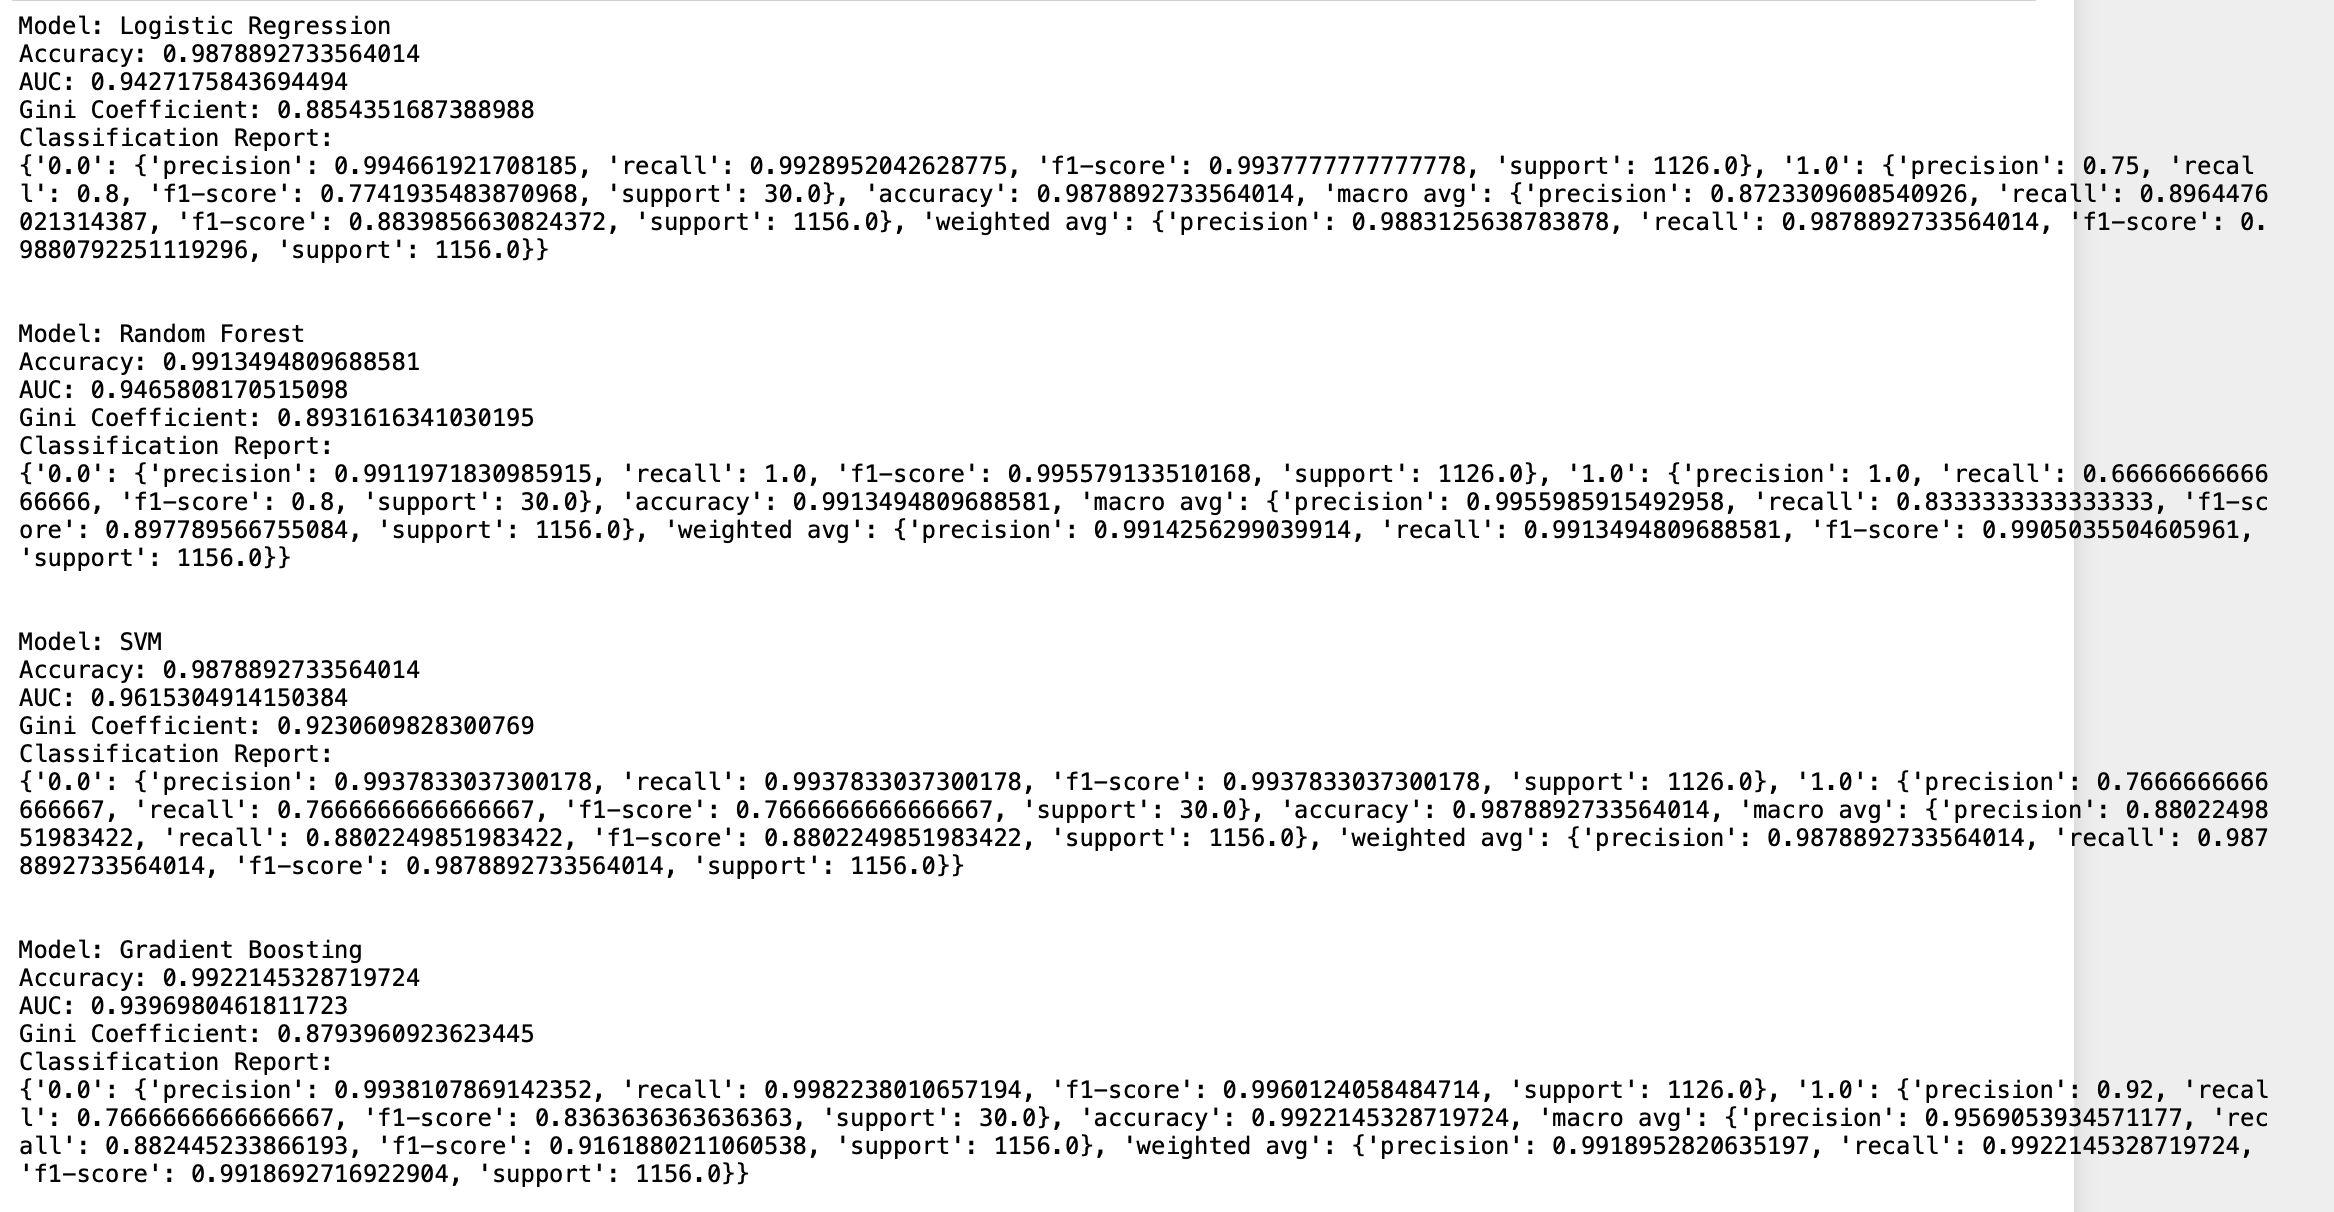 Model: Logistic Regression
Accuracy: 0.9878892733564014
AUC: 0.9427175843694494
Gini Coefficient: 0.8854351687388988
Classification Report:
{'0.0': {'precision': 0.994661921708185, 'recall': 0.9928952042628775, 'f1-score': 0.9937777777777778, 'support': 1126.0}, '1.0': {'precision': 0.75, 'recal
l': 0.8, 'f1-score': 0.7741935483870968, 'support': 30.0}, 'accuracy': 0.9878892733564014, 'macro avg': {'precision': 0.8723309608540926, 'recall': 0.8964476
021314387, 'f1-score': 0.8839856630824372, 'support': 1156.0}, 'weighted avg': {'precision': 0.9883125638783878, 'recall': 0.9878892733564014, 'f1-score': 0.
9880792251119296, 'support': 1156.0}}
Model: Random Forest
Accuracy: 0.9913494809688581
AUC: 0.9465808170515098
Gini Coefficient: 0.8931616341030195
Classification Report:
{'0.0': {'precision': 0.9911971830985915, 'recall': 1.0, 'f1-score': 0.995579133510168, 'support': 1126.0}, '1.0': {'precision': 1.0, 'recall': 0.66666666666
66666, 'f1-score': 0.8, 'support': 30.0}, 'accuracy': 0.9913494809688581, 'macro avg': {'precision': 0.9955985915492958, 'recall': 0.8333333333333333, 'f1-sc
ore': 0.897789566755084, 'support': 1156.0}, 'weighted avg': {'precision': 0.9914256299039914, 'recall': 0.9913494809688581, 'f1-score': 0.9905035504605961,
'support': 1156.0}}
Model: SVM
Accuracy: 0.9878892733564014
AUC: 0.9615304914150384
Gini Coefficient: 0.9230609828300769
Classification Report:
{'0.0': {'precision': 0.9937833037300178, 'recall': 0.9937833037300178, 'f1-score': 0.9937833037300178, 'support': 1126.0}, '1.0': {'precision': 0.7666666666
666667, 'recall': 0.7666666666666667, 'f1-score': 0.7666666666666667, 'support': 30.0}, 'accuracy': 0.9878892733564014, 'macro avg': {'precision': 0.88022498
51983422, 'recall': 0.8802249851983422, 'f1-score': 0.8802249851983422, 'support': 1156.0}, 'weighted avg': {'precision': 0.9878892733564014, 'recall': 0.987
8892733564014, 'f1-score': 0.9878892733564014, 'support': 1156.0}}
Model: Gradient Boosting
Accuracy: 0.9922145328719724
AUC: 0.9396980461811723
Gini Coefficient: 0.8793960923623445
Classification Report:
{'0.0': {'precision': 0.9938107869142352, 'recall': 0.9982238010657194, 'f1-score': 0.9960124058484714, 'support': 1126.0}, '1.0': {'precision': 0.92, 'recal
l': 0.7666666666666667, 'f1-score': 0.8363636363636363, 'support': 30.0}, 'accuracy': 0.9922145328719724, 'macro avg': {'precision': 0.9569053934571177, 'rec
all': 0.882445233866193, 'f1-score': 0.9161880211060538, 'support': 1156.0}, 'weighted avg': {'precision': 0.9918952820635197, 'recall': 0.9922145328719724,
'f1-score': 0.9918692716922904, 'support': 1156.0}}